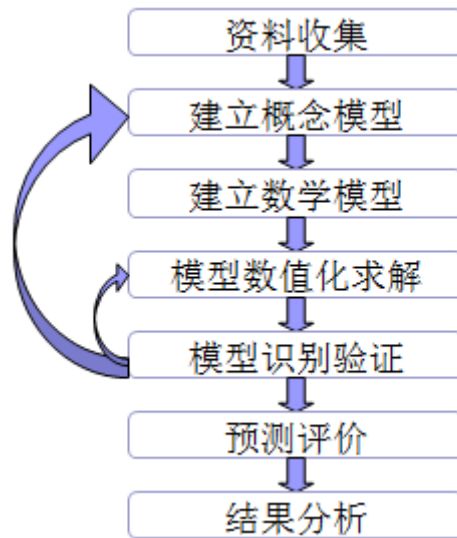 资料收集
建立概念模型
建立数学模型
模型数值化求解
模型识别验证
预测评价
结果分析